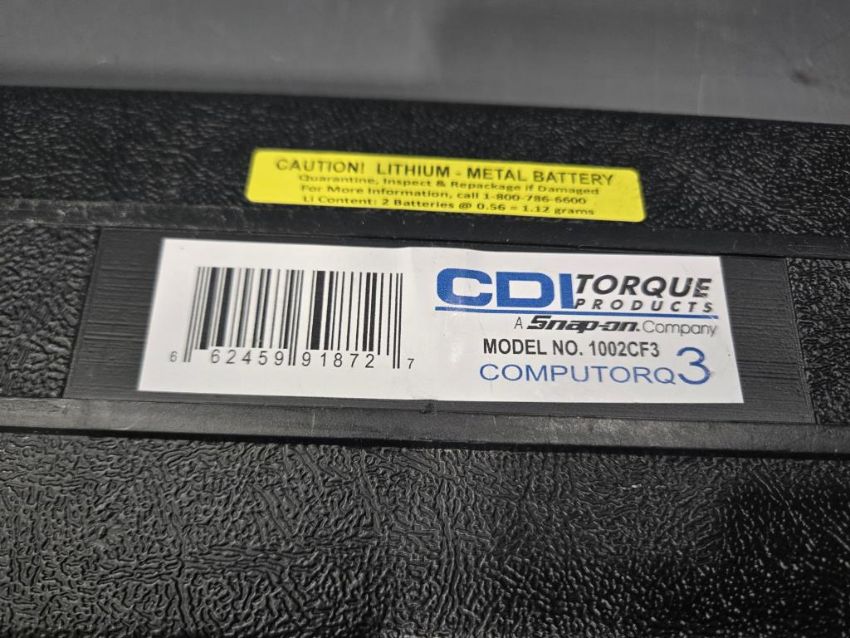 CAUTION! LITHIUM - METAL BATTERY
Quarantine, Inspect & Repackage if Damaged
For More Information, call 1-800-786-6600
Li Content: 2 Batteries @ 0.56 = 1.12 grams
CDI TORQUE
PRODUCTS
A Snap-on Company
MODEL NO. 1002CF3
COMPUTORQ3
6 62459 91872 7